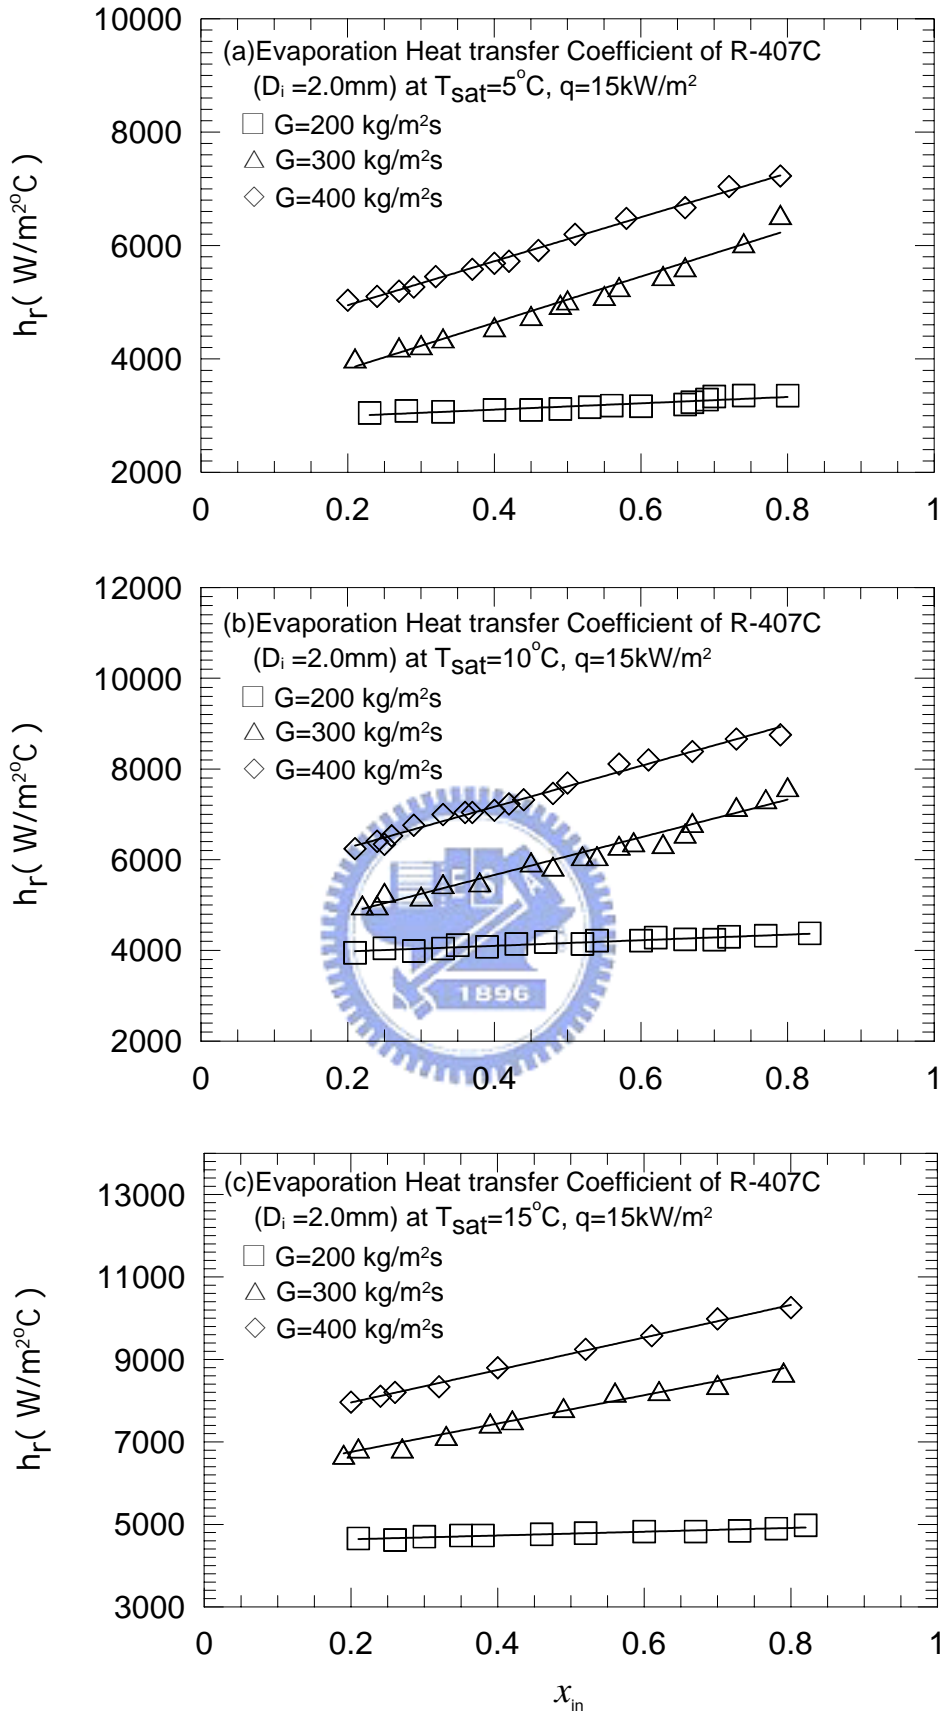 10000
8000
6000
4000
2000
hr( W/m²⁰C )
(a)Evaporation Heat transfer Coefficient of R-407C
(Di =2.0mm) at Tsat=5°C, q=15kW/m²
G=200 kg/m²s
G=300 kg/m²s
G=400 kg/m²s
0 0.2 0.4 0.6 0.8 1
12000
10000
8000
6000
4000
2000
hr( W/m²⁰C )
(b)Evaporation Heat transfer Coefficient of R-407C
(Di =2.0mm) at Tsat=10°C, q=15kW/m²
G=200 kg/m²s
G=300 kg/m²s
G=400 kg/m²s
1896
0 0.2 0.4 0.6 0.8 1
13000
11000
9000
7000
5000
3000
hr( W/m²⁰C )
(c)Evaporation Heat transfer Coefficient of R-407C
(Di =2.0mm) at Tsat=15°C, q=15kW/m²
G=200 kg/m²s
G=300 kg/m²s
G=400 kg/m²s
0 0.2 0.4 0.6 0.8 1
xin